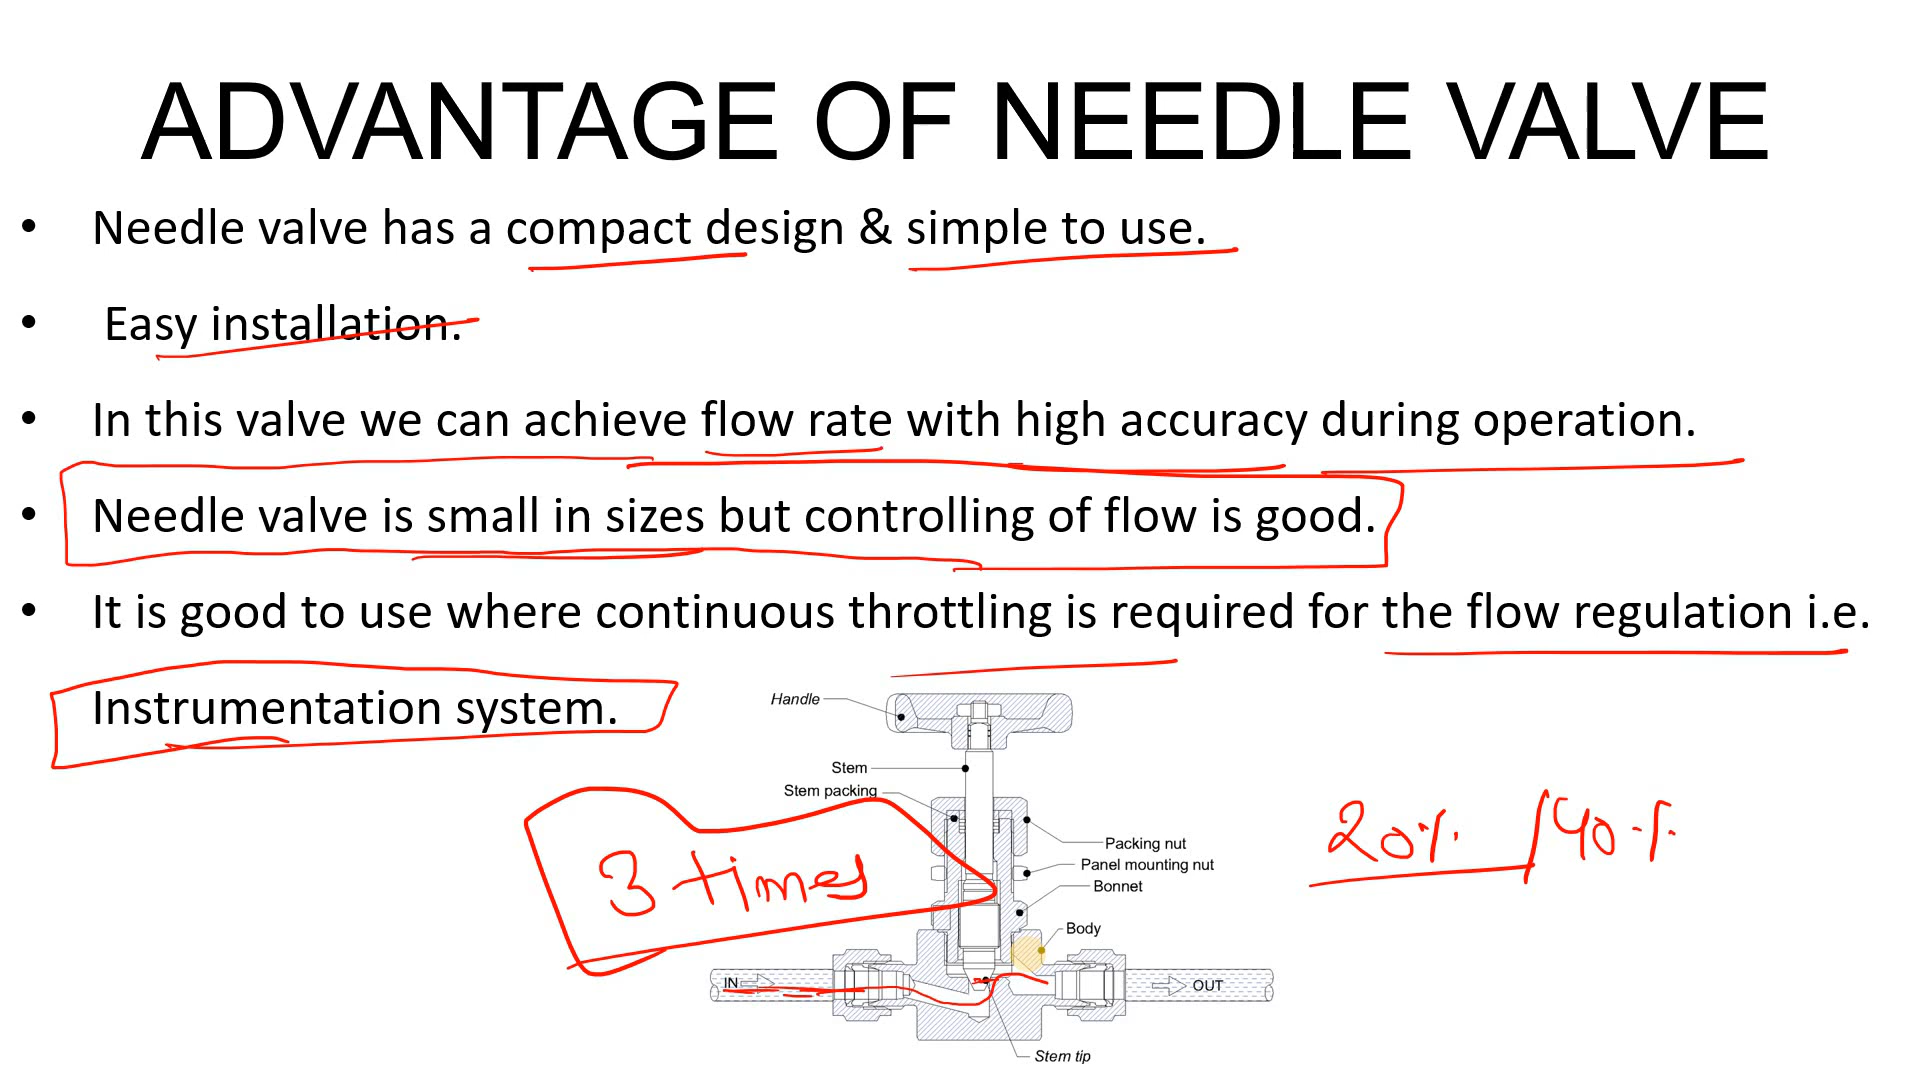 ADVANTAGE OF NEEDLE VALVE
• Needle valve has a compact design & simple to use.
• Easy installation.
• In this valve we can achieve flow rate with high accuracy during operation.
• Needle valve is small in sizes but controlling of flow is good.
• It is good to use where continuous throttling is required for the flow regulation i.e.
Instrumentation system.
Handle
Stem
Stem packing
3 times
20% / 40%
Packing nut
Panel mounting nut
Bonnet
Body
IN
OUT
Stem tip